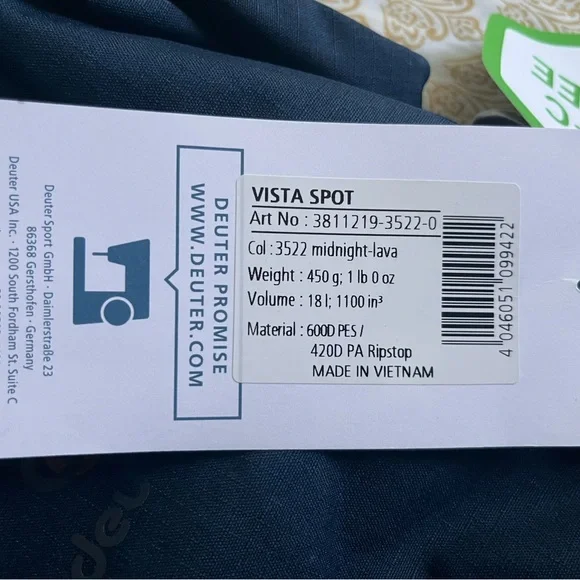 VISTA SPOT
Art No : 3811219-3522-0
Col : 3522 midnight-lava
Weight : 450 g; 1 lb 0 oz
Volume : 18 l; 1100 in³
Material : 600D PES /
420D PA Ripstop
MADE IN VIETNAM
4 046051 099422
DEUTER PROMISE
WWW.DEUTER.COM
Deuter Sport GmbH · Daimlerstraße 23
86368 Gersthofen · Germany
Deuter USA Inc. · 1200 South Fordham St. Suite C
deu